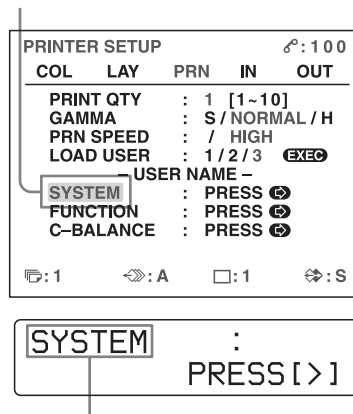 PRINTER SETUP :100
COL LAY PRN IN OUT
PRINT QTY : 1 [1~10]
GAMMA : S / NORMAL / H
PRN SPEED : / HIGH
LOAD USER : 1 / 2 / 3 EXEC
– USER NAME –
SYSTEM : PRESS
FUNCTION : PRESS
C–BALANCE : PRESS
:1 :A :1 :S
SYSTEM :
PRESS[>]